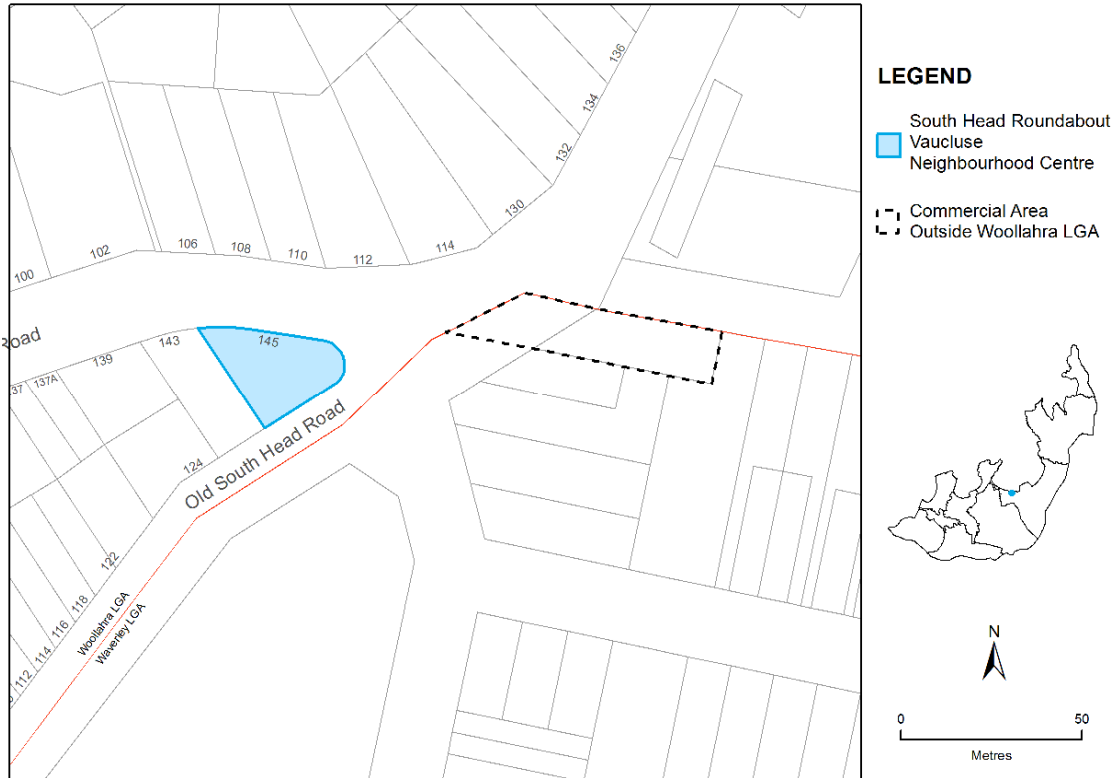 136
134
132
130
114
112
110
108
106
102
100
Road
145
143
139
137A
37
124
122
118
116
114
112
Old South Head Road
Woollahra LGA
Waverley LGA
LEGEND
South Head Roundabout
Vaucluse
Neighbourhood Centre
Commercial Area
Outside Woollahra LGA
N
0 50
Metres